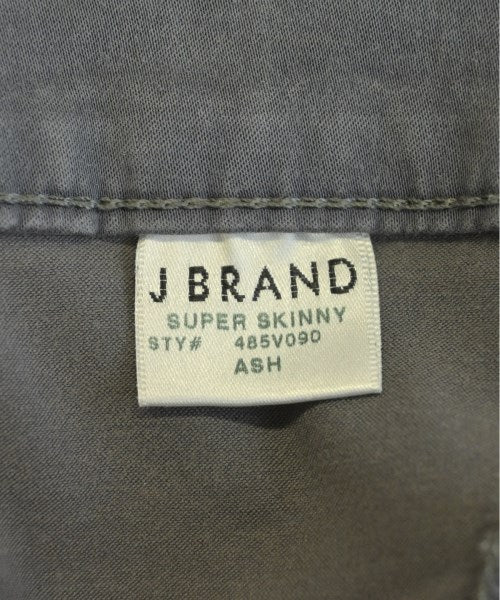 J BRAND
SUPER SKINNY
STY# 485V090
ASH